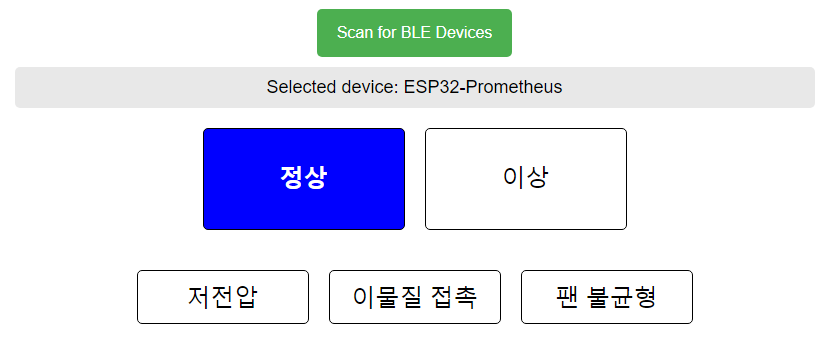 Scan for BLE Devices
Selected device: ESP32-Prometheus
정상 이상
저전압 이물질 접촉 팬 불균형